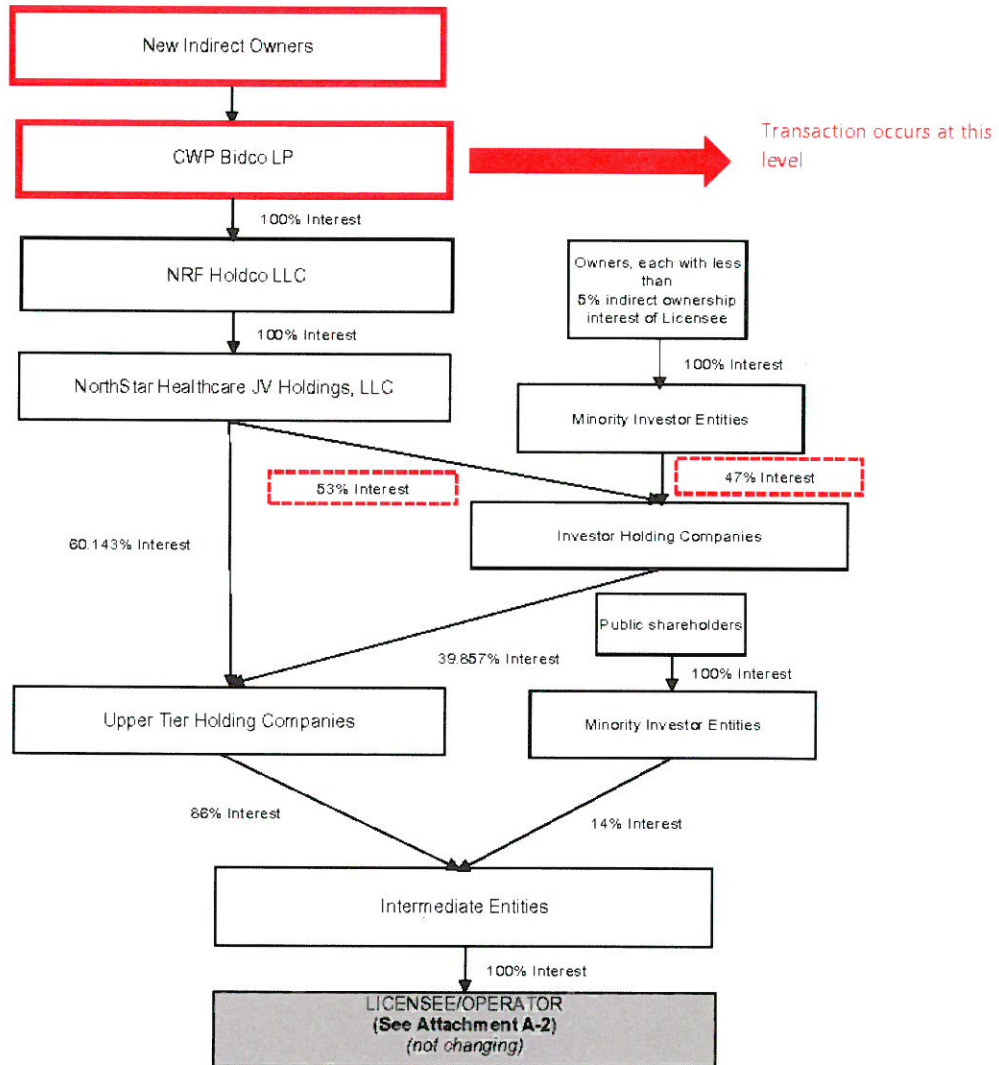 New Indirect Owners
CWP Bidco LP
Transaction occurs at this
level
100% Interest
NRF Holdco LLC
Owners, each with less
than
5% indirect ownership
interest of Licensee
100% Interest
100% Interest
NorthStar Healthcare JV Holdings, LLC
Minority Investor Entities
53% Interest
47% Interest
Investor Holding Companies
60.143% Interest
Public shareholders
39.857% Interest
100% Interest
Upper Tier Holding Companies
Minority Investor Entities
86% Interest
14% Interest
Intermediate Entities
100% Interest
LICENSEE/OPERATOR
(See Attachment A-2)
(not changing)